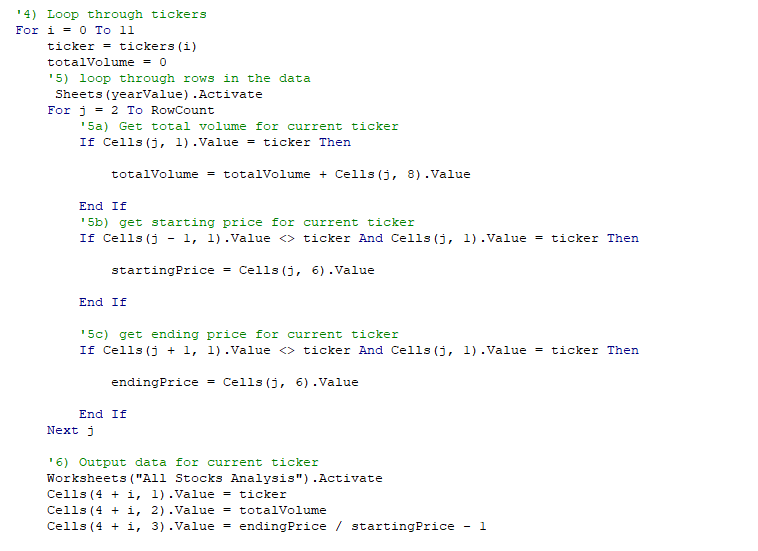 '4) Loop through tickers
For i = 0 To 11
ticker = tickers(i)
totalVolume = 0
'5) loop through rows in the data
Sheets(yearValue).Activate
For j = 2 To RowCount
'5a) Get total volume for current ticker
If Cells(j, 1).Value = ticker Then
totalVolume = totalVolume + Cells(j, 8).Value
End If
'5b) get starting price for current ticker
If Cells(j - 1, 1).Value <> ticker And Cells(j, 1).Value = ticker Then
startingPrice = Cells(j, 6).Value
End If
'5c) get ending price for current ticker
If Cells(j + 1, 1).Value <> ticker And Cells(j, 1).Value = ticker Then
endingPrice = Cells(j, 6).Value
End If
Next j
'6) Output data for current ticker
Worksheets("All Stocks Analysis").Activate
Cells(4 + i, 1).Value = ticker
Cells(4 + i, 2).Value = totalVolume
Cells(4 + i, 3).Value = endingPrice / startingPrice - 1